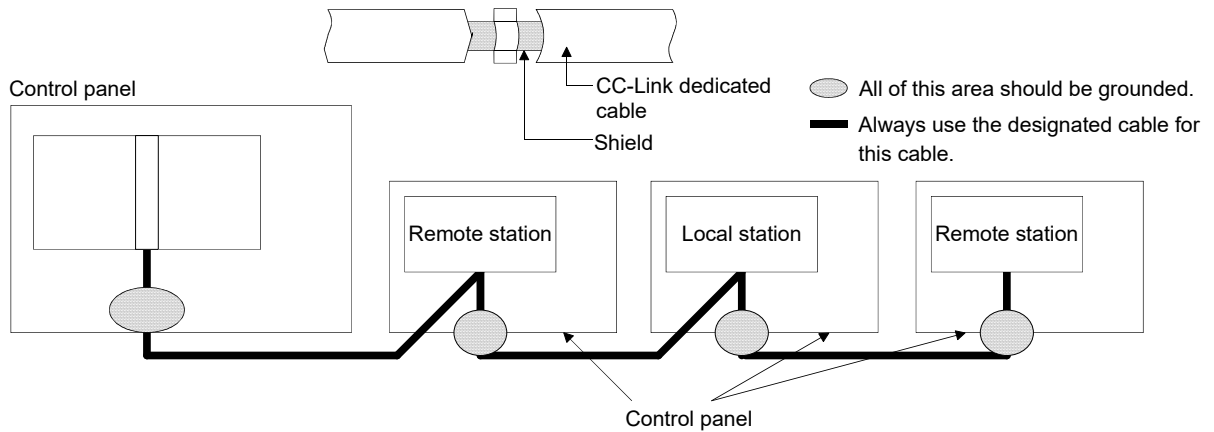 Control panel
CC-Link dedicated
cable
Shield
All of this area should be grounded.
Always use the designated cable for
this cable.
Remote station
Local station
Remote station
Control panel